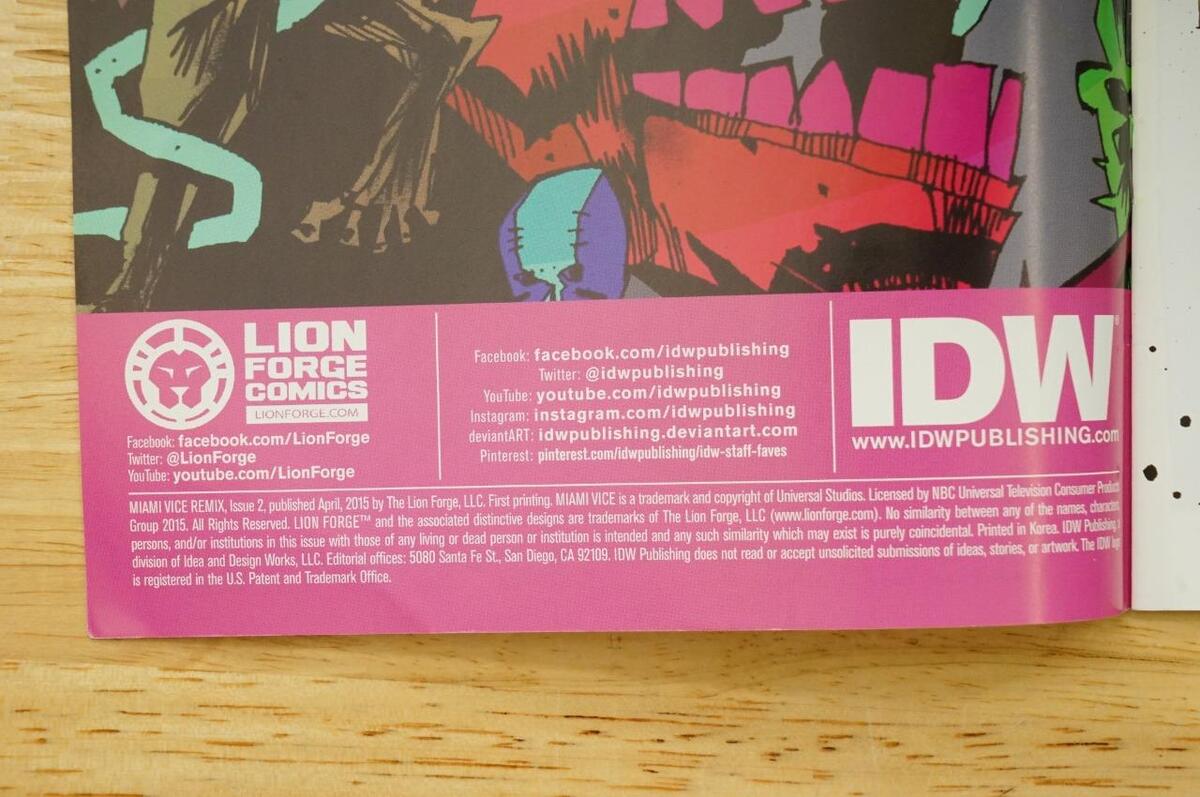 LION
FORGE
COMICS
LIONFORGE.COM
Facebook: facebook.com/LionForge
Twitter: @LionForge
YouTube: youtube.com/LionForge
Facebook: facebook.com/idwpublishing
Twitter: @idwpublishing
YouTube: youtube.com/idwpublishing
Instagram: instagram.com/idwpublishing
deviantART: idwpublishing.deviantart.com
Pinterest: pinterest.com/idwpublishing/idw-staff-faves
IDW®
www.IDWPUBLISHING.com
MIAMI VICE REMIX, Issue 2, published April, 2015 by The Lion Forge, LLC. First printing. MIAMI VICE is a trademark and copyright of Universal Studios. Licensed by NBC Universal Television Consumer Products
Group 2015. All Rights Reserved. LION FORGE™ and the associated distinctive designs are trademarks of The Lion Forge, LLC (www.lionforge.com). No similarity between any of the names, characters,
persons, and/or institutions in this issue with those of any living or dead person or institution is intended and any such similarity which may exist is purely coincidental. Printed in Korea. IDW Publishing,
division of Idea and Design Works, LLC. Editorial offices: 5080 Santa Fe St., San Diego, CA 92109. IDW Publishing does not read or accept unsolicited submissions of ideas, stories, or artwork. The IDW logo
is registered in the U.S. Patent and Trademark Office.